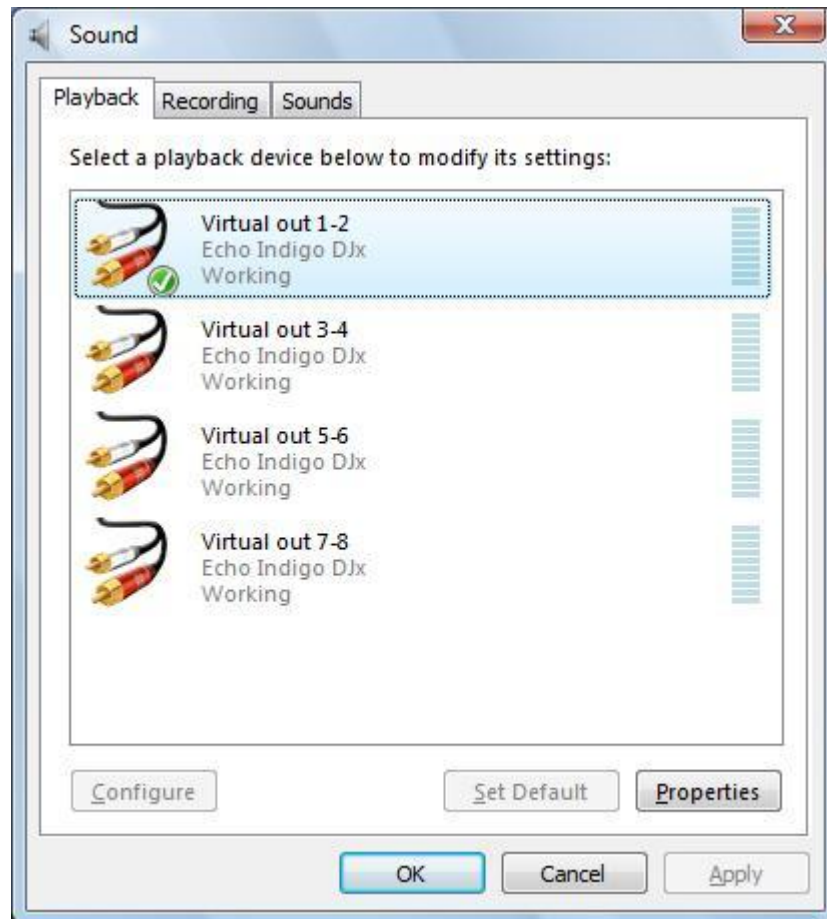 Sound
Playback Recording Sounds
Select a playback device below to modify its settings:
Virtual out 1-2
Echo Indigo DJx
Working
Virtual out 3-4
Echo Indigo DJx
Working
Virtual out 5-6
Echo Indigo DJx
Working
Virtual out 7-8
Echo Indigo DJx
Working
Configure Set Default Properties
OK Cancel Apply